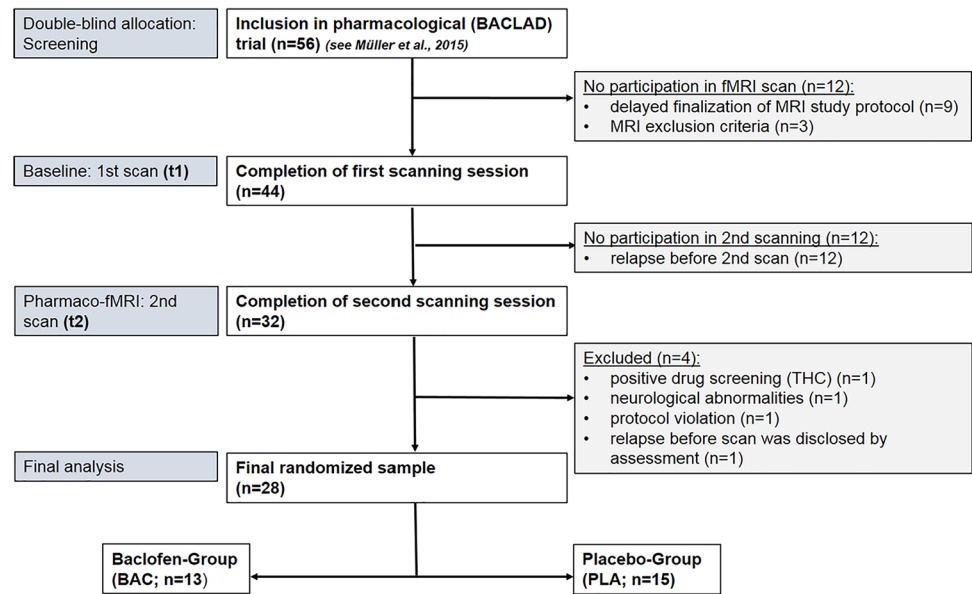 Double-blind allocation:
Screening
Inclusion in pharmacological (BACLAD)
trial (n=56) (see Müller et al., 2015)
No participation in fMRI scan (n=12):
• delayed finalization of MRI study protocol (n=9)
• MRI exclusion criteria (n=3)
Baseline: 1st scan (t1)
Completion of first scanning session
(n=44)
No participation in 2nd scanning (n=12):
• relapse before 2nd scan (n=12)
Pharmaco-fMRI: 2nd
scan (t2)
Completion of second scanning session
(n=32)
Excluded (n=4):
• positive drug screening (THC) (n=1)
• neurological abnormalities (n=1)
• protocol violation (n=1)
• relapse before scan was disclosed by
assessment (n=1)
Final analysis
Final randomized sample
(n=28)
Baclofen-Group
(BAC; n=13)
Placebo-Group
(PLA; n=15)